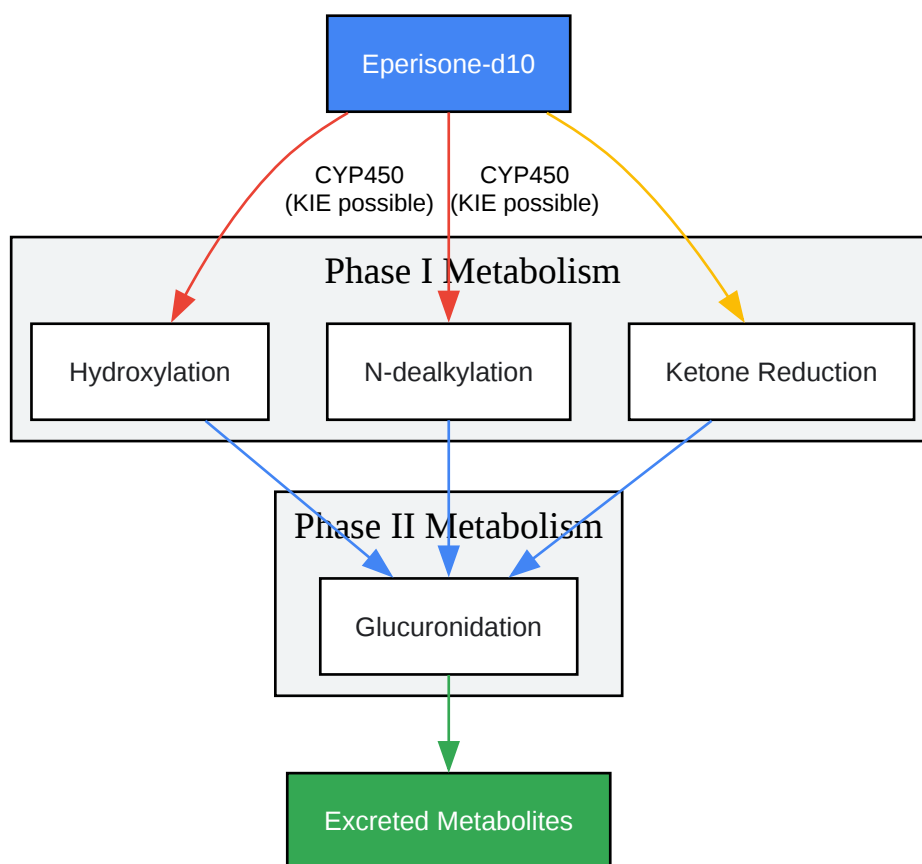 Eperisone-d10
CYP450
(KIE possible)
CYP450
(KIE possible)
Phase I Metabolism
Hydroxylation
N-dealkylation
Ketone Reduction
Phase II Metabolism
Glucuronidation
Excreted Metabolites